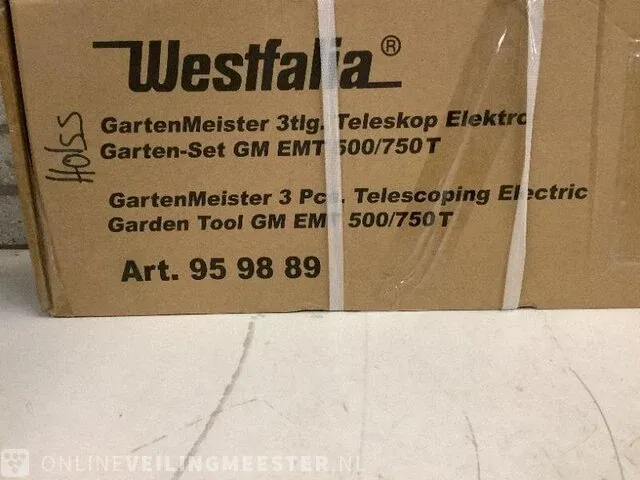 Westfalia®
GartenMeister 3tlg. Teleskop Elektro
Garten-Set GM EMT 500/750 T
GartenMeister 3 Pcs. Telescoping Electric
Garden Tool GM EMT 500/750 T
Art. 95 98 89
ONLINEVEILINGMEESTER.NL